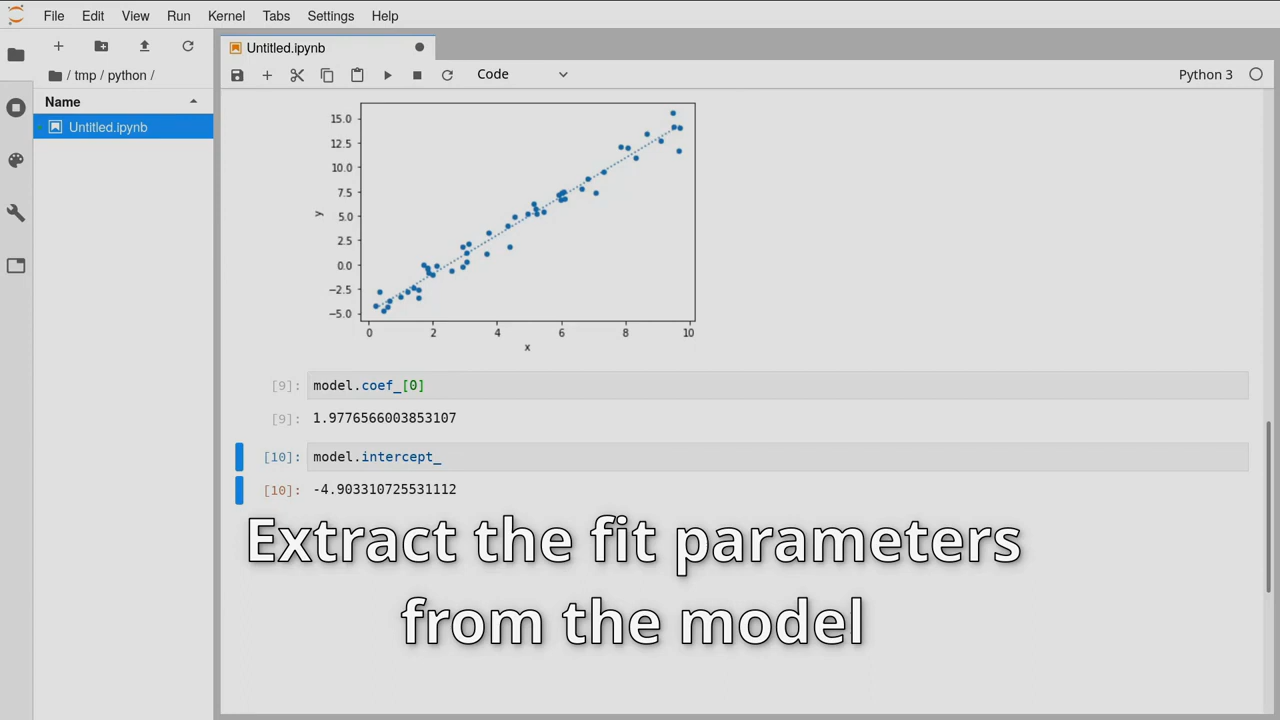 File Edit View Run Kernel Tabs Settings Help
/ tmp / python /
Name
Untitled.ipynb
Untitled.ipynb
Code
Python 3
15.0
12.5
10.0
7.5
5.0
2.5
0.0
−2.5
−5.0
y
0 2 4 6 8 10
x
[9]: model.coef_[0]
[9]: 1.9776566003853107
[10]: model.intercept_
[10]: -4.903310725531112
Extract the fit parameters
from the model